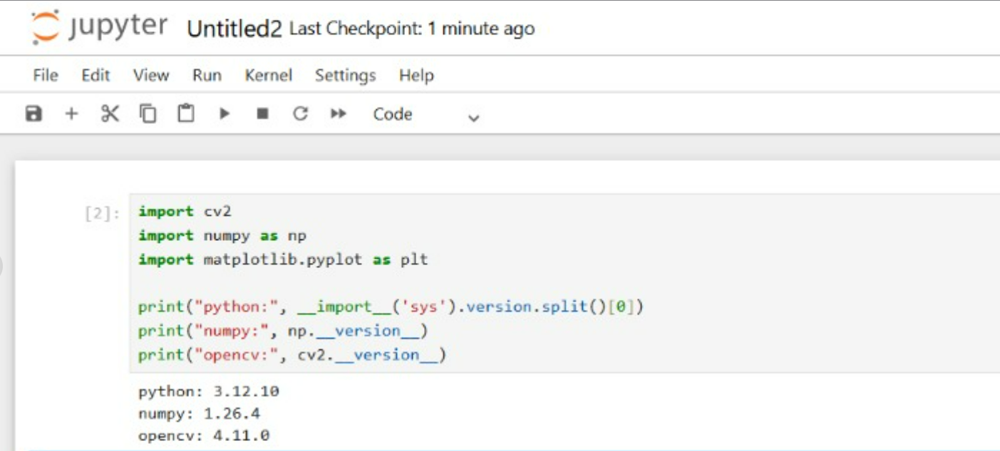 jupyter Untitled2 Last Checkpoint: 1 minute ago
File Edit View Run Kernel Settings Help
Code
[2]: import cv2
import numpy as np
import matplotlib.pyplot as plt
print("python:", __import__('sys').version.split()[0])
print("numpy:", np.__version__)
print("opencv:", cv2.__version__)
python: 3.12.10
numpy: 1.26.4
opencv: 4.11.0